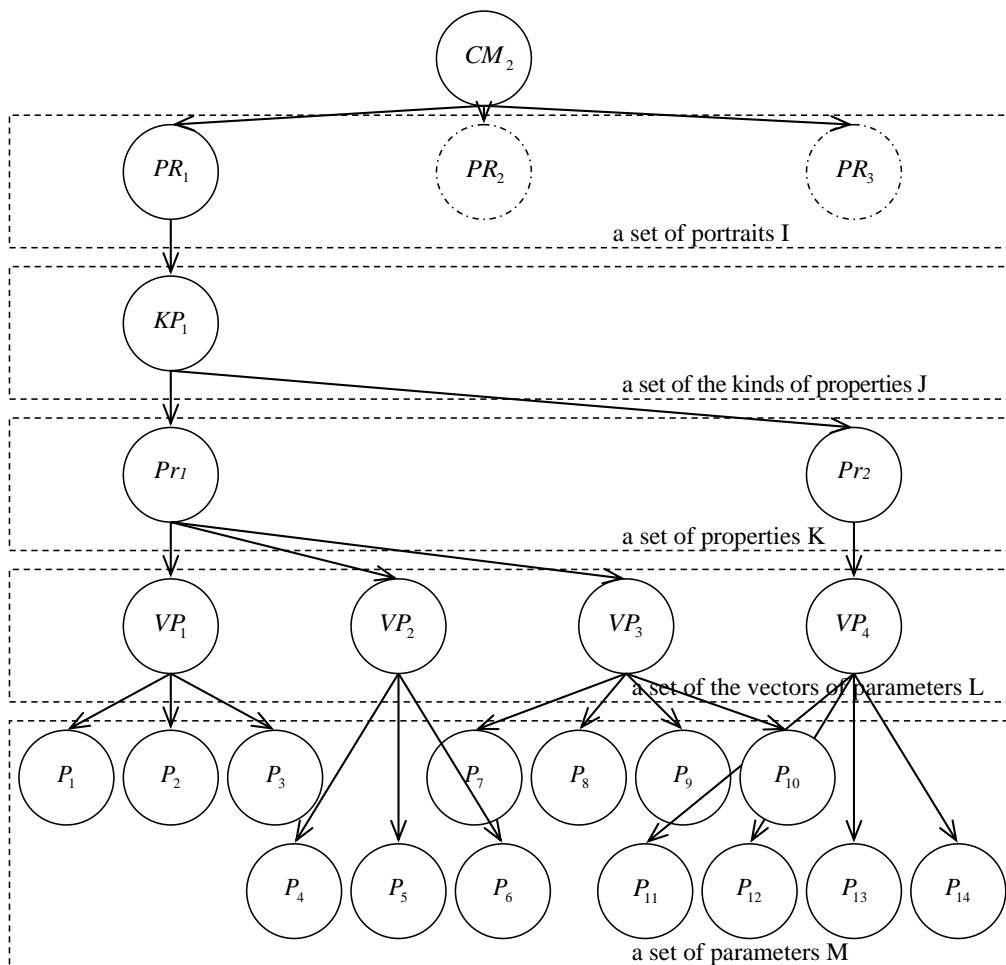 CM₂
PR₁ PR₂ PR₃
a set of portraits I
KP₁
a set of the kinds of properties J
Pr₁ Pr₂
a set of properties K
VP₁ VP₂ VP₃ VP₄
a set of the vectors of parameters L
P₁ P₂ P₃ P₇ P₈ P₉ P₁₀
P₄ P₅ P₆ P₁₁ P₁₂ P₁₃ P₁₄
a set of parameters M